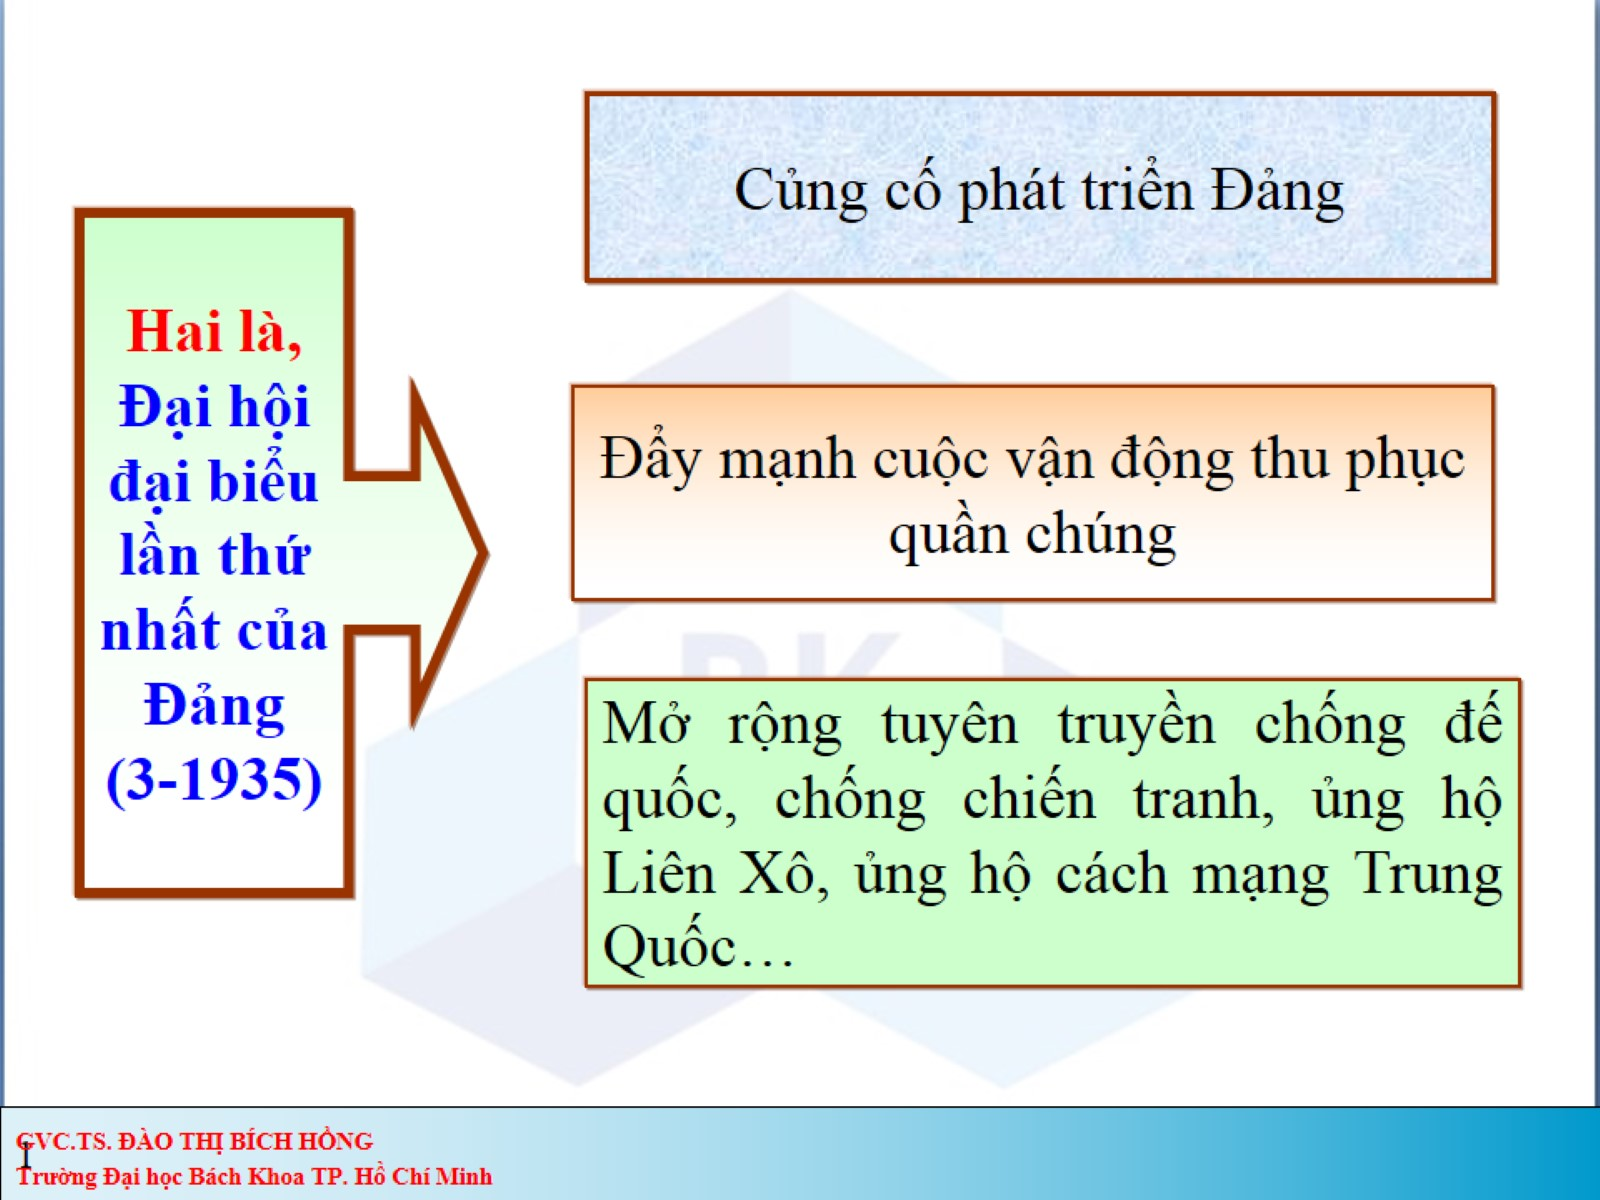 Củng cố phát triển Đảng
Hai là,
Đại hội
đại biểu
lần thứ
nhất của
Đảng
(3-1935)
Đẩy mạnh cuộc vận động thu phục
quần chúng
BK
Mở rộng tuyên truyền chống đế
quốc, chống chiến tranh, ủng hộ
Liên Xô, ủng hộ cách mạng Trung
Quốc…
GVC.TS. ĐÀO THỊ BÍCH HỒNG
1
Trường Đại học Bách Khoa TP. Hồ Chí Minh